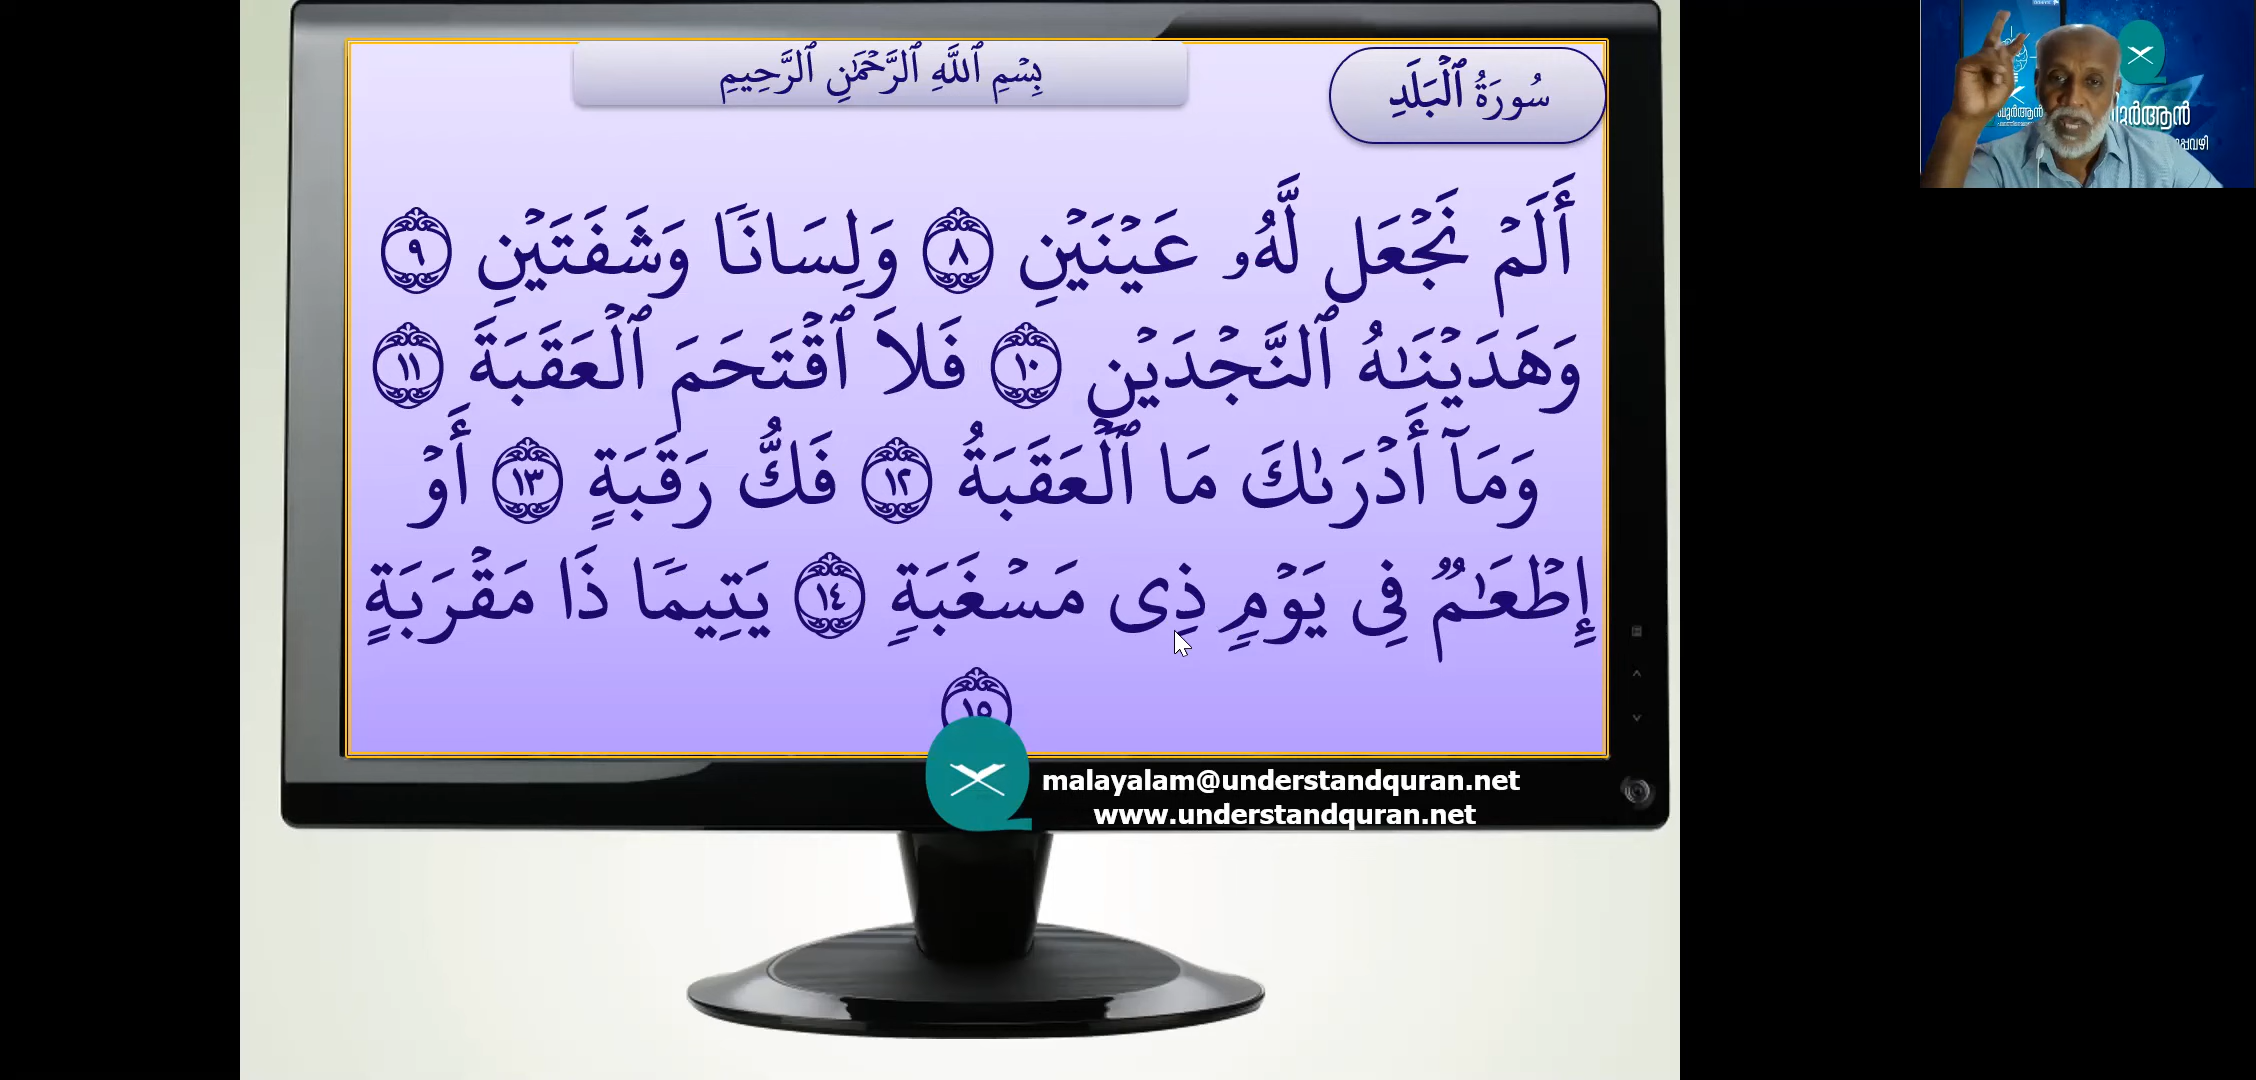 سُورَةُ ٱلْبَلَدِ
بِسْمِ ٱللَّهِ ٱلرَّحْمَٰنِ ٱلرَّحِيمِ
أَلَمْ نَجْعَل لَّهُۥ عَيْنَيْنِ ٨ وَلِسَانًا وَشَفَتَيْنِ ٩
وَهَدَيْنَٰهُ ٱلنَّجْدَيْنِ ١٠ فَلَا ٱقْتَحَمَ ٱلْعَقَبَةَ ١١
وَمَآ أَدْرَىٰكَ مَا ٱلْعَقَبَةُ ١٢ فَكُّ رَقَبَةٍ ١٣ أَوْ
إِطْعَٰمٌ فِى يَوْمٍ ذِى مَسْغَبَةٍ ١٤ يَتِيمًا ذَا مَقْرَبَةٍ
١٥
malayalam@understandquran.net
www.understandquran.net